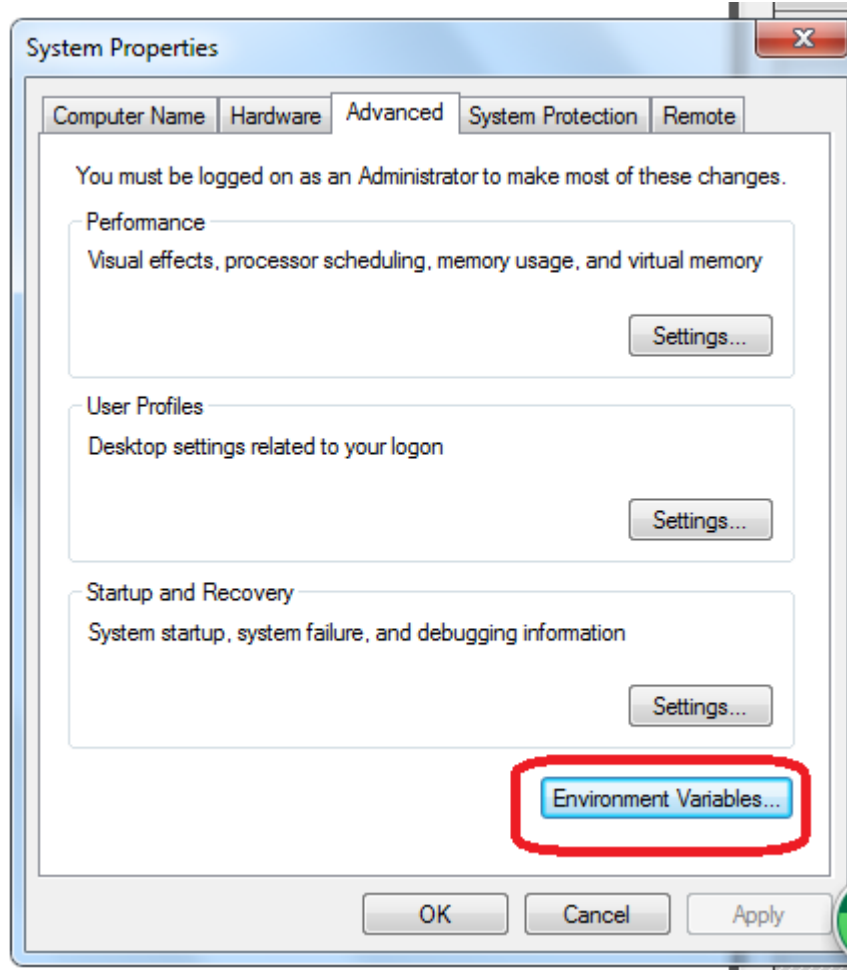 System Properties
Computer Name Hardware Advanced System Protection Remote
You must be logged on as an Administrator to make most of these changes.
Performance
Visual effects, processor scheduling, memory usage, and virtual memory
Settings...
User Profiles
Desktop settings related to your logon
Settings...
Startup and Recovery
System startup, system failure, and debugging information
Settings...
Environment Variables...
OK Cancel Apply